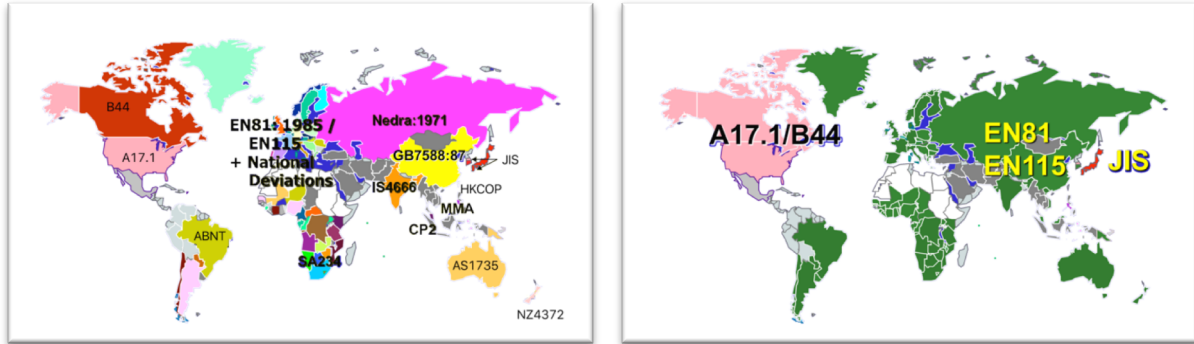 B44
A17.1
EN81: 1985 /
EN115
+ National
Deviations
Nedra:1971
GB7588:87
JIS
IS4666
HKCOP
MMA
CP2
ABNT
SA234
AS1735
NZ4372
A17.1/B44
EN81
EN115
JIS